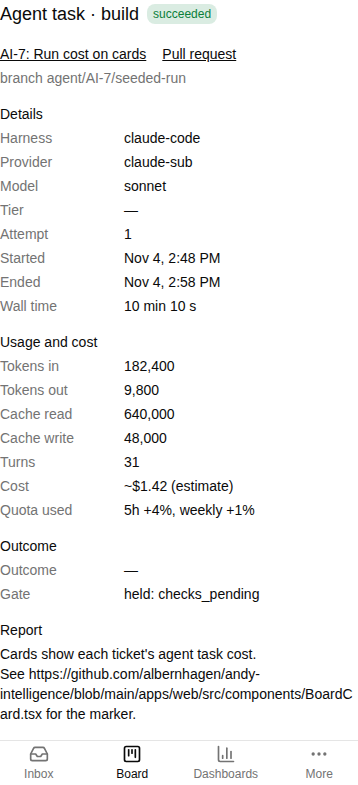 Agent task · build succeeded
AI-7: Run cost on cards Pull request
branch agent/AI-7/seeded-run
Details
Harness claude-code
Provider claude-sub
Model sonnet
Tier —
Attempt 1
Started Nov 4, 2:48 PM
Ended Nov 4, 2:58 PM
Wall time 10 min 10 s
Usage and cost
Tokens in 182,400
Tokens out 9,800
Cache read 640,000
Cache write 48,000
Turns 31
Cost ~$1.42 (estimate)
Quota used 5h +4%, weekly +1%
Outcome
Outcome —
Gate held: checks_pending
Report
Cards show each ticket's agent task cost.
See https://github.com/albernhagen/andy-
intelligence/blob/main/apps/web/src/components/BoardC
ard.tsx for the marker.
Inbox Board Dashboards More